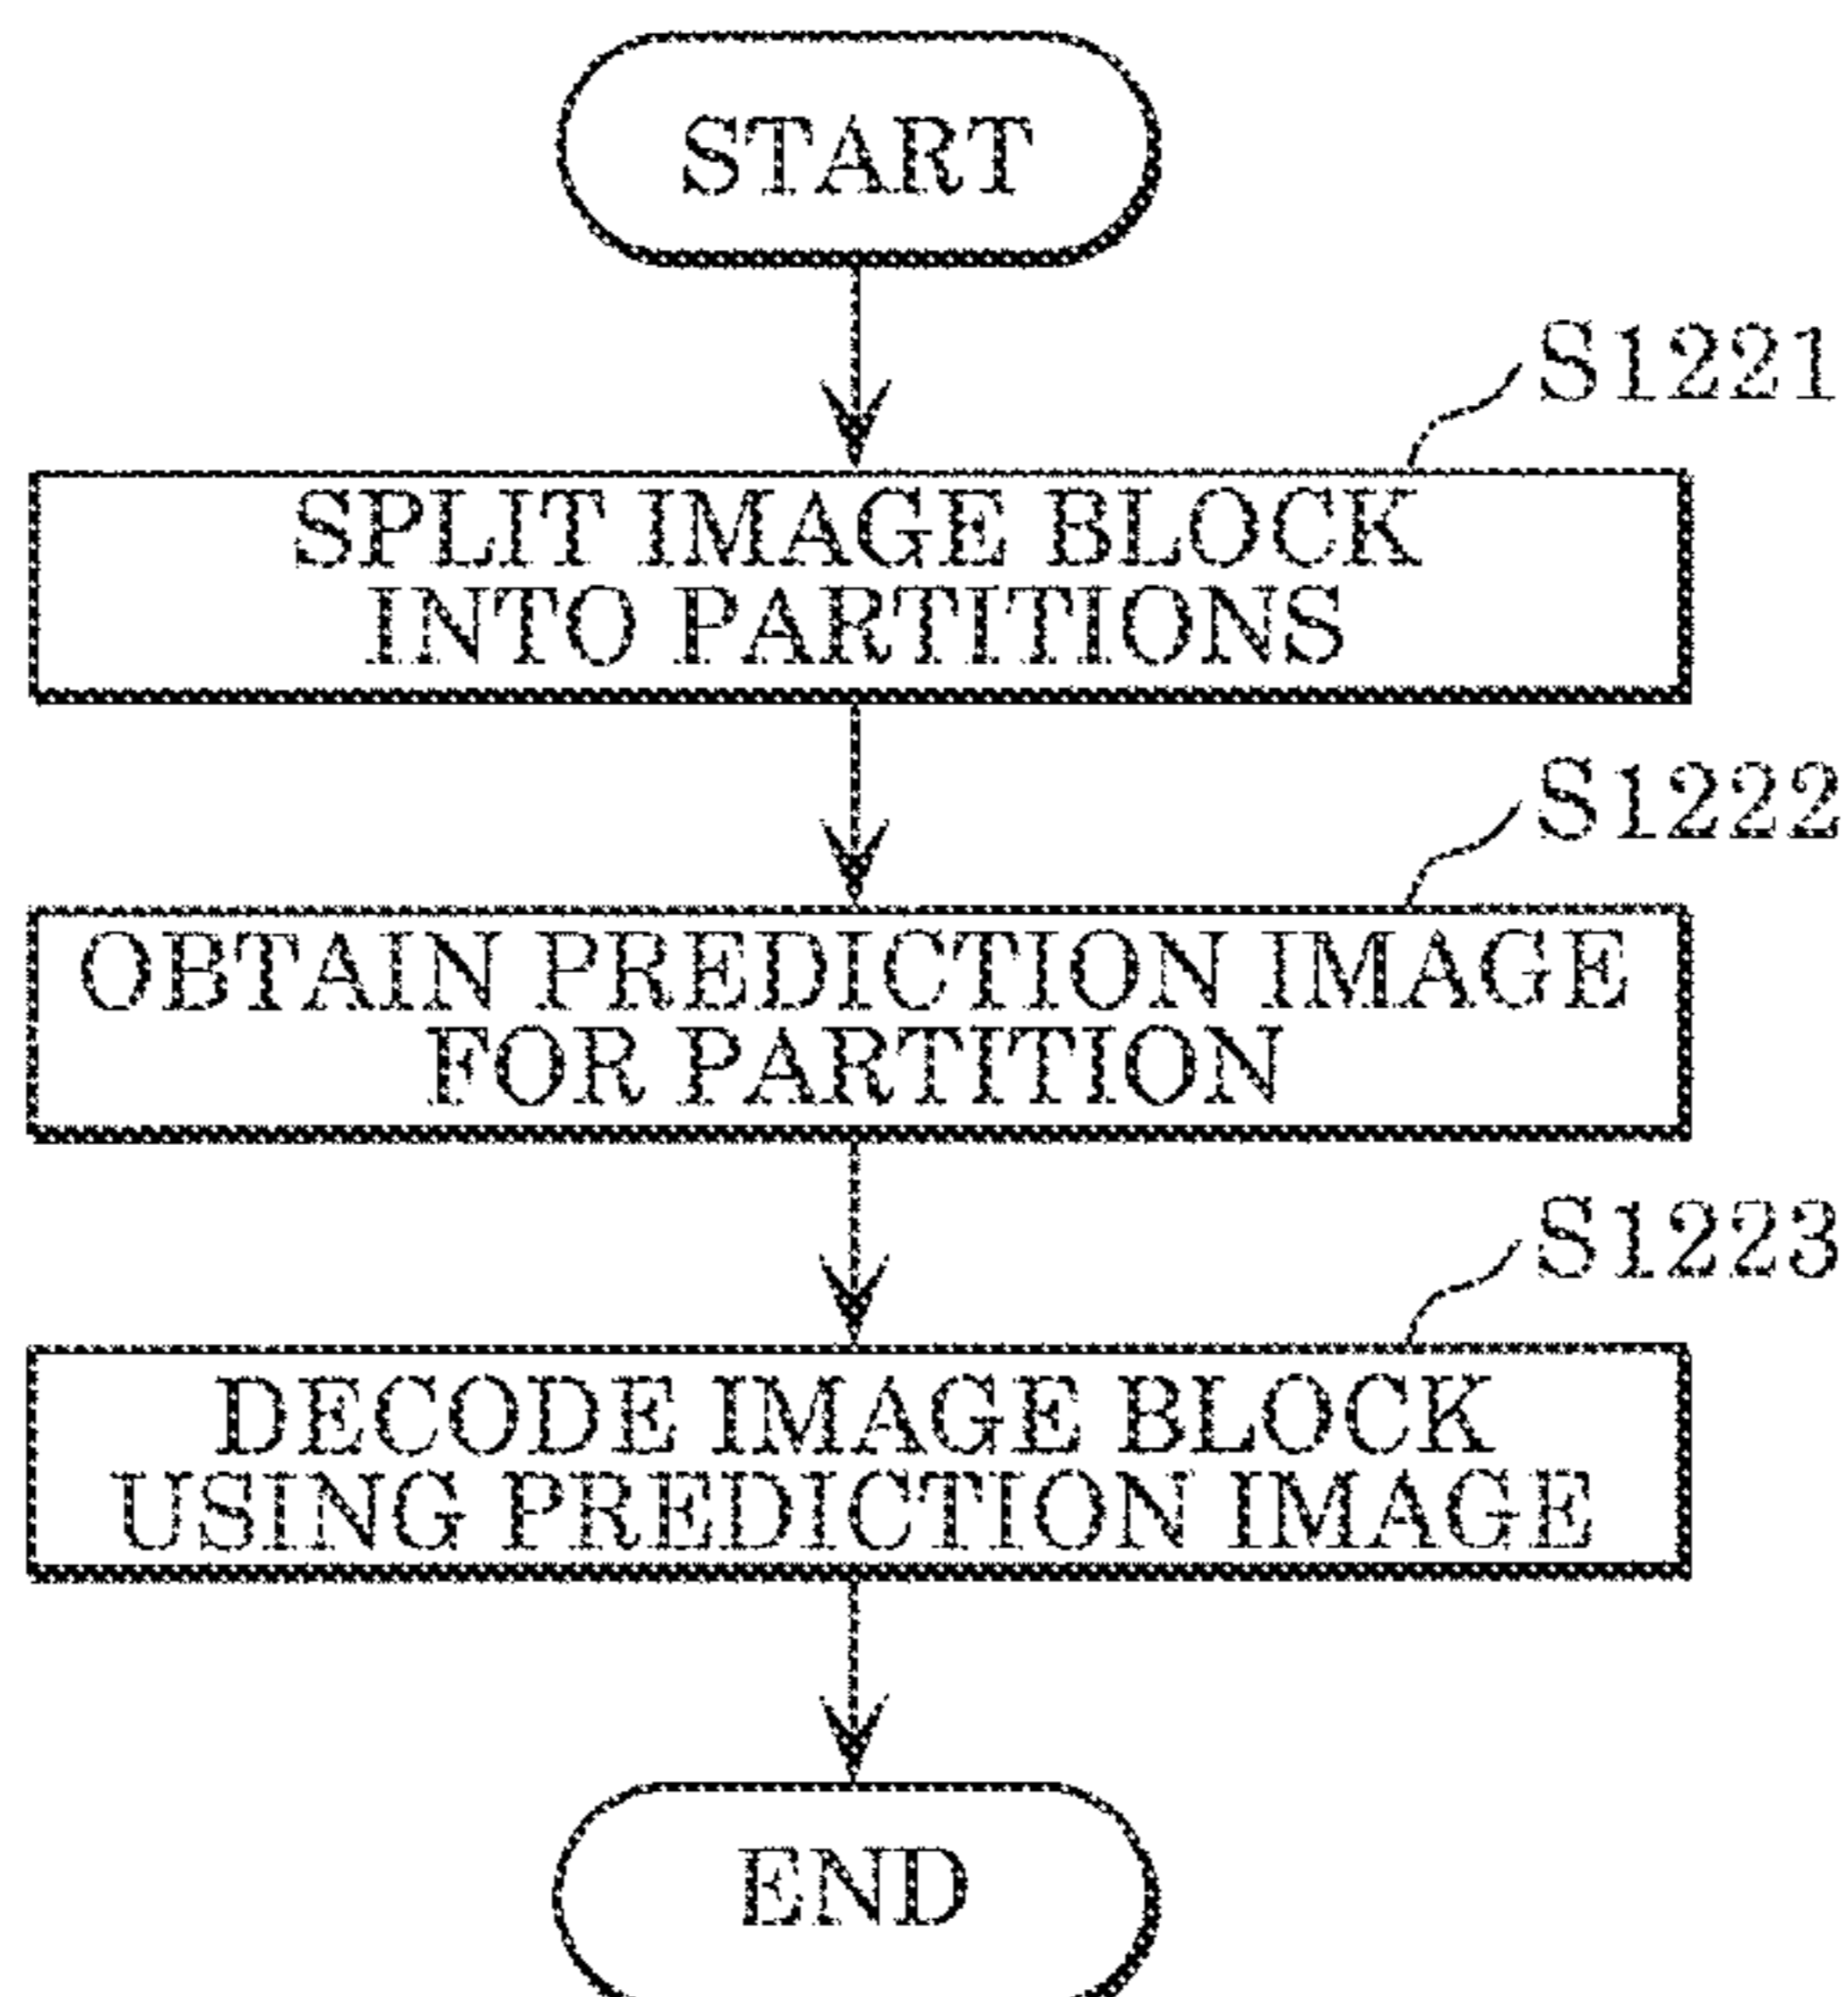 START
S1221
SPLIT IMAGE BLOCK
INTO PARTITIONS
S1222
OBTAIN PREDICTION IMAGE
FOR PARTITION
S1223
DECODE IMAGE BLOCK
USING PREDICTION IMAGE
END